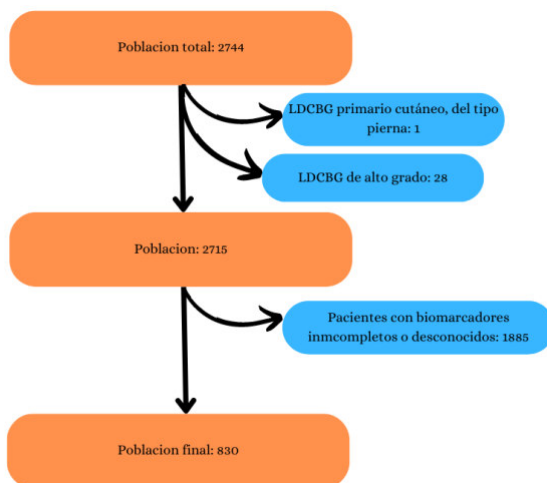 Poblacion total: 2744
LDCBG primario cutáneo, del tipo
pierna: 1
LDCBG de alto grado: 28
Poblacion: 2715
Pacientes con biomarcadores
inmcompletos o desconocidos: 1885
Poblacion final: 830